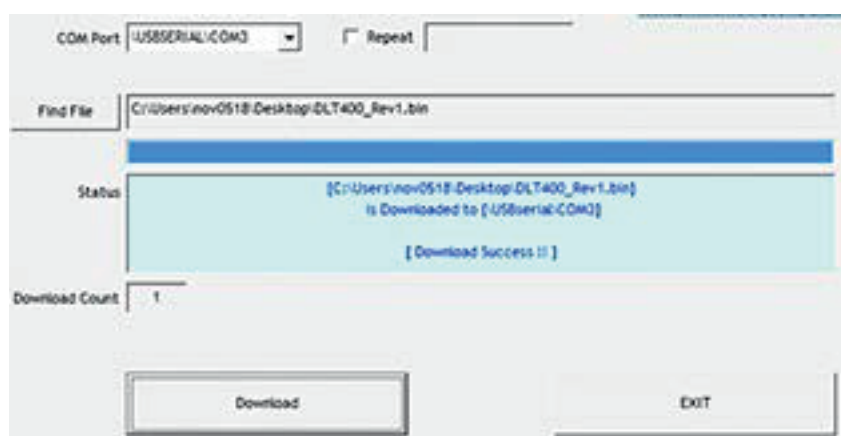 COM Port \USBSERIAL\COM3 Repeat
Find File C:\Users\nov0518\Desktop\DLT400_Rev1.bin
Status [C:\Users\nov0518\Desktop\DLT400_Rev1.bin]
is Downloaded to [\USBserial\COM3]
[ Download Success !! ]
Download Count 1
Download EXIT